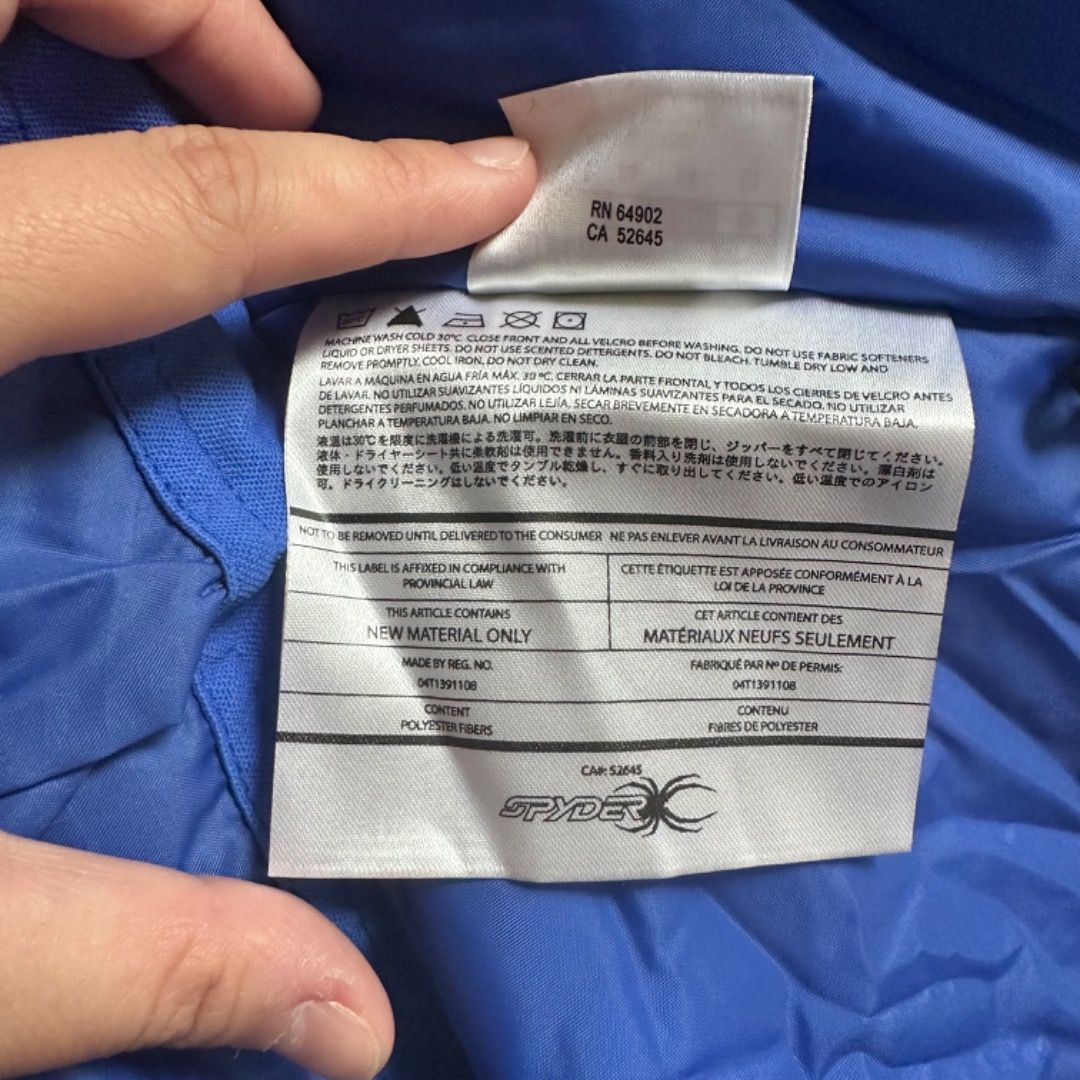 RN 64902
CA 52645
MACHINE WASH COLD 30°C. CLOSE FRONT AND ALL VELCRO BEFORE WASHING. DO NOT USE FABRIC SOFTENERS
LIQUID OR DRYER SHEETS. DO NOT USE SCENTED DETERGENTS. DO NOT BLEACH. TUMBLE DRY LOW AND
REMOVE PROMPTLY. COOL IRON. DO NOT DRY CLEAN.
LAVAR A MÁQUINA EN AGUA FRÍA MÁX. 30 ºC. CERRAR LA PARTE FRONTAL Y TODOS LOS CIERRES DE VELCRO ANTES
DE LAVAR. NO UTILIZAR SUAVIZANTES LÍQUIDOS NI LÁMINAS SUAVIZANTES PARA EL SECADO. NO UTILIZAR
DETERGENTES PERFUMADOS. NO UTILIZAR LEJÍA. SECAR BREVEMENTE EN SECADORA A TEMPERATURA BAJA.
PLANCHAR A TEMPERATURA BAJA. NO LIMPIAR EN SECO.
液温は30℃を限度に洗濯機による洗濯可。洗濯前に衣服の前部を閉じ、ジッパーをすべて閉じてください。
液体・ドライヤーシート共に柔軟剤は使用できません。香料入り洗剤は使用しないでください。漂白剤は
使用しないでください。低い温度でタンブル乾燥し、すぐに取り出してください。低い温度でのアイロン
可。ドライクリーニングはしないでください。
NOT TO BE REMOVED UNTIL DELIVERED TO THE CONSUMER NE PAS ENLEVER AVANT LA LIVRAISON AU CONSOMMATEUR
THIS LABEL IS AFFIXED IN COMPLIANCE WITH
PROVINCIAL LAW
CETTE ÉTIQUETTE EST APPOSÉE CONFORMÉMENT À LA
LOI DE LA PROVINCE
THIS ARTICLE CONTAINS
NEW MATERIAL ONLY
CET ARTICLE CONTIENT DES
MATÉRIAUX NEUFS SEULEMENT
MADE BY REG. NO.
04T1391108
FABRIQUÉ PAR Nº DE PERMIS:
04T1391108
CONTENT
POLYESTER FIBERS
CONTENU
FIBRES DE POLYESTER
CA#: 52645
SPYDER